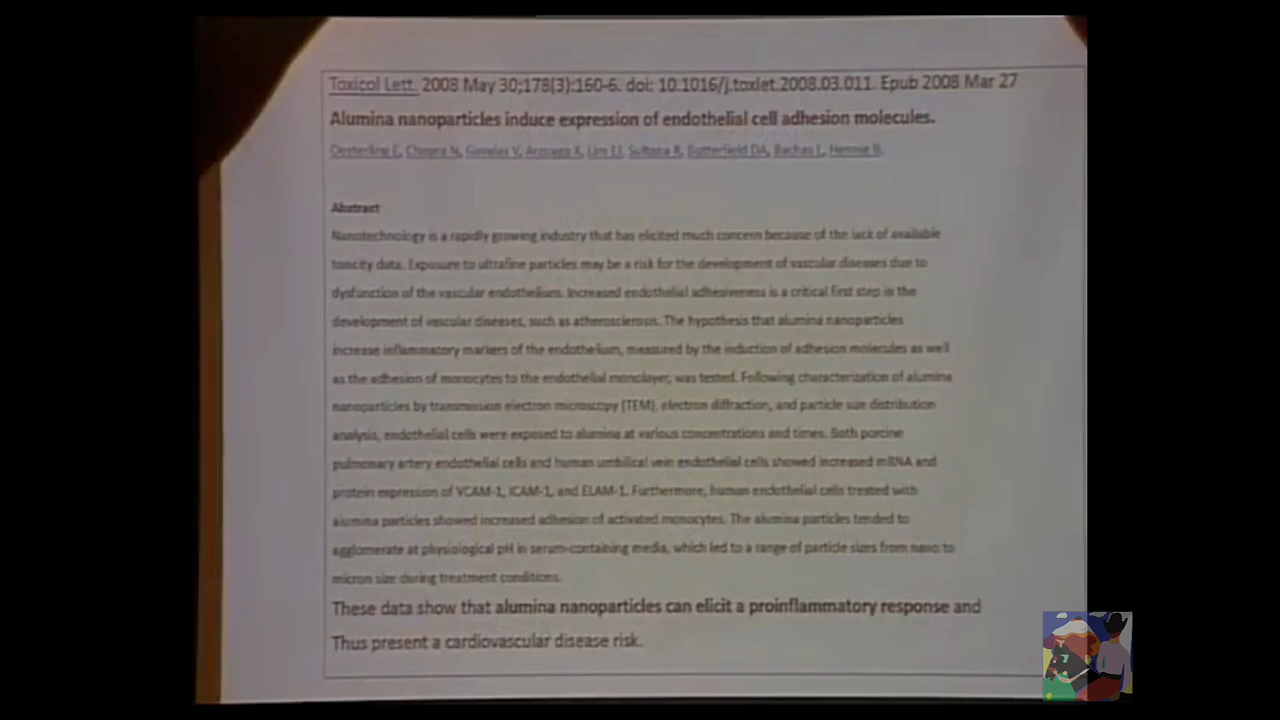 Toxicol Lett. 2008 May 30;178(3):160-6. doi: 10.1016/j.toxlet.2008.03.011. Epub 2008 Mar 27
Alumina nanoparticles induce expression of endothelial cell adhesion molecules.
Oesterling E, Chopra N, Gavalas V, Arzuaga X, Lim EJ, Sultana R, Butterfield DA, Bachas L, Hennig B.
Abstract
Nanotechnology is a rapidly growing industry that has elicited much concern because of the lack of available
toxicity data. Exposure to ultrafine particles may be a risk for the development of vascular diseases due to
dysfunction of the vascular endothelium. Increased endothelial adhesiveness is a critical first step in the
development of vascular diseases, such as atherosclerosis. The hypothesis that alumina nanoparticles
increase inflammatory markers of the endothelium, measured by the induction of adhesion molecules as well
as the adhesion of monocytes to the endothelial monolayer, was tested. Following characterization of alumina
nanoparticles by transmission electron microscopy (TEM), electron diffraction, and particle size distribution
analysis, endothelial cells were exposed to alumina at various concentrations and times. Both porcine
pulmonary artery endothelial cells and human umbilical vein endothelial cells showed increased mRNA and
protein expression of VCAM-1, ICAM-1, and ELAM-1. Furthermore, human endothelial cells treated with
alumina particles showed increased adhesion of activated monocytes. The alumina particles tended to
agglomerate at physiological pH in serum-containing media, which led to a range of particle sizes from nano to
micron size during treatment conditions.
These data show that alumina nanoparticles can elicit a proinflammatory response and
Thus present a cardiovascular disease risk.